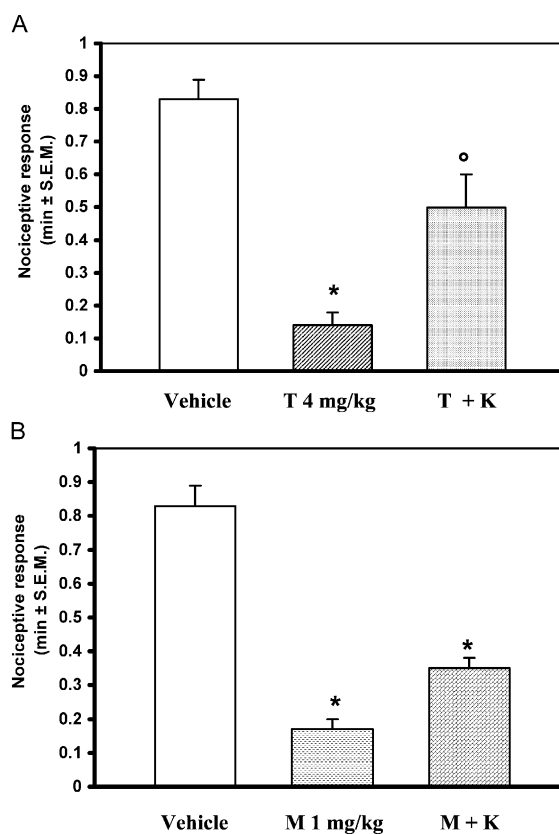 A
Nociceptive response
(min ± S.E.M.)
1
0.9
0.8
0.7
0.6
0.5
0.4
0.3
0.2
0.1
0
*
°
Vehicle
T 4 mg/kg
T + K
B
Nociceptive response
(min ± S.E.M.)
1
0.9
0.8
0.7
0.6
0.5
0.4
0.3
0.2
0.1
0
*
*
Vehicle
M 1 mg/kg
M + K